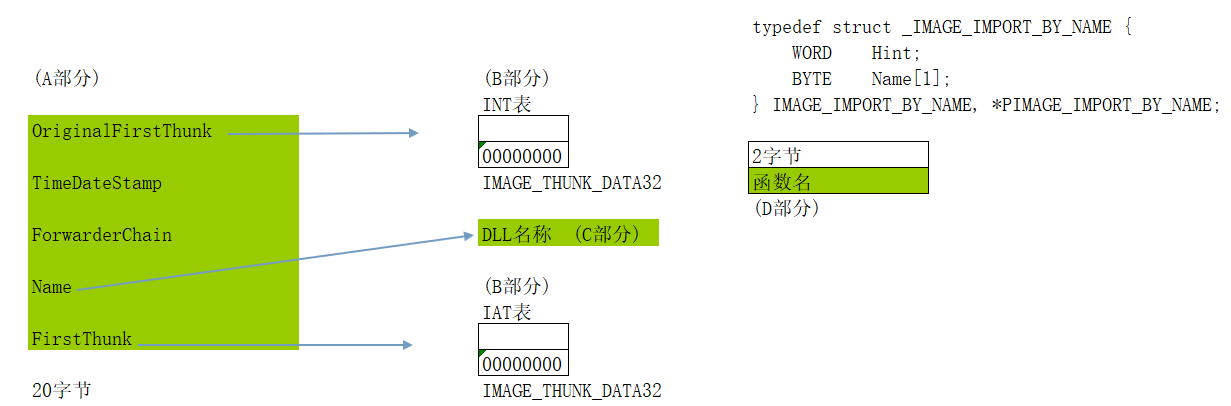 (A部分)
OriginalFirstThunk
TimeDateStamp
ForwarderChain
Name
FirstThunk
20字节
(B部分)
INT表
00000000
IMAGE_THUNK_DATA32
DLL名称 (C部分)
(B部分)
IAT表
00000000
IMAGE_THUNK_DATA32
typedef struct _IMAGE_IMPORT_BY_NAME {
WORD Hint;
BYTE Name[1];
} IMAGE_IMPORT_BY_NAME, *PIMAGE_IMPORT_BY_NAME;
2字节
函数名
(D部分)